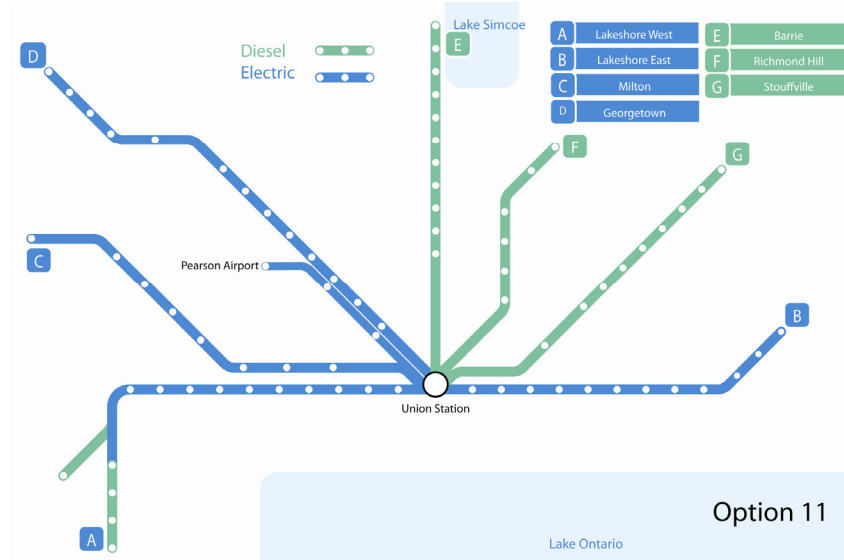 Lake Simcoe
Diesel
Electric
A Lakeshore West
B Lakeshore East
C Milton
D Georgetown
E Barrie
F Richmond Hill
G Stouffville
D
E
F
G
C
Pearson Airport
B
Union Station
A
Option 11
Lake Ontario